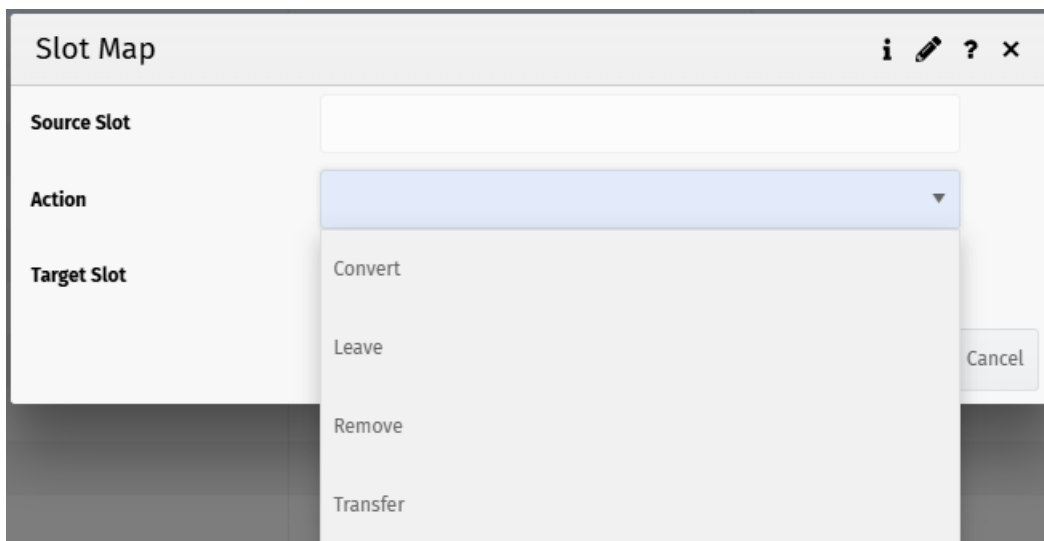 Slot Map
i ? ×
Source Slot
Action
Target Slot
Convert
Leave
Remove
Transfer
Cancel